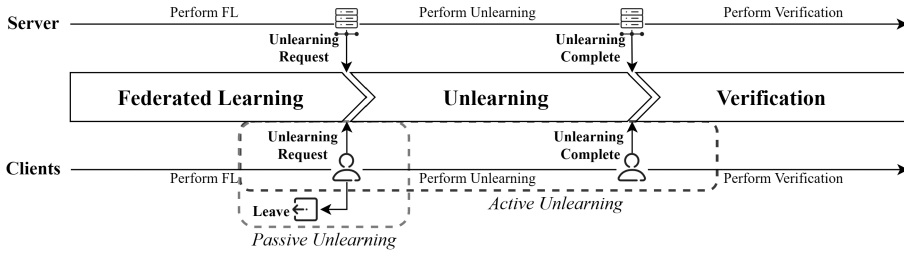 Perform FL
Perform Unlearning
Perform Verification
Server
Unlearning
Request
Unlearning
Complete
Federated Learning
Unlearning
Verification
Unlearning
Request
Unlearning
Complete
Clients
Perform FL
Perform Unlearning
Perform Verification
Leave
Active Unlearning
Passive Unlearning